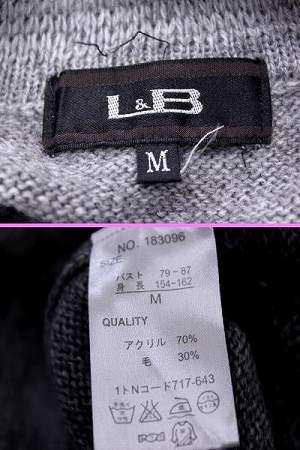 L&B
M
NO. 183096
SIZE
バスト 79-87
身長 154-162
M
QUALITY
アクリル 70%
毛 30%
1トNコード717-643